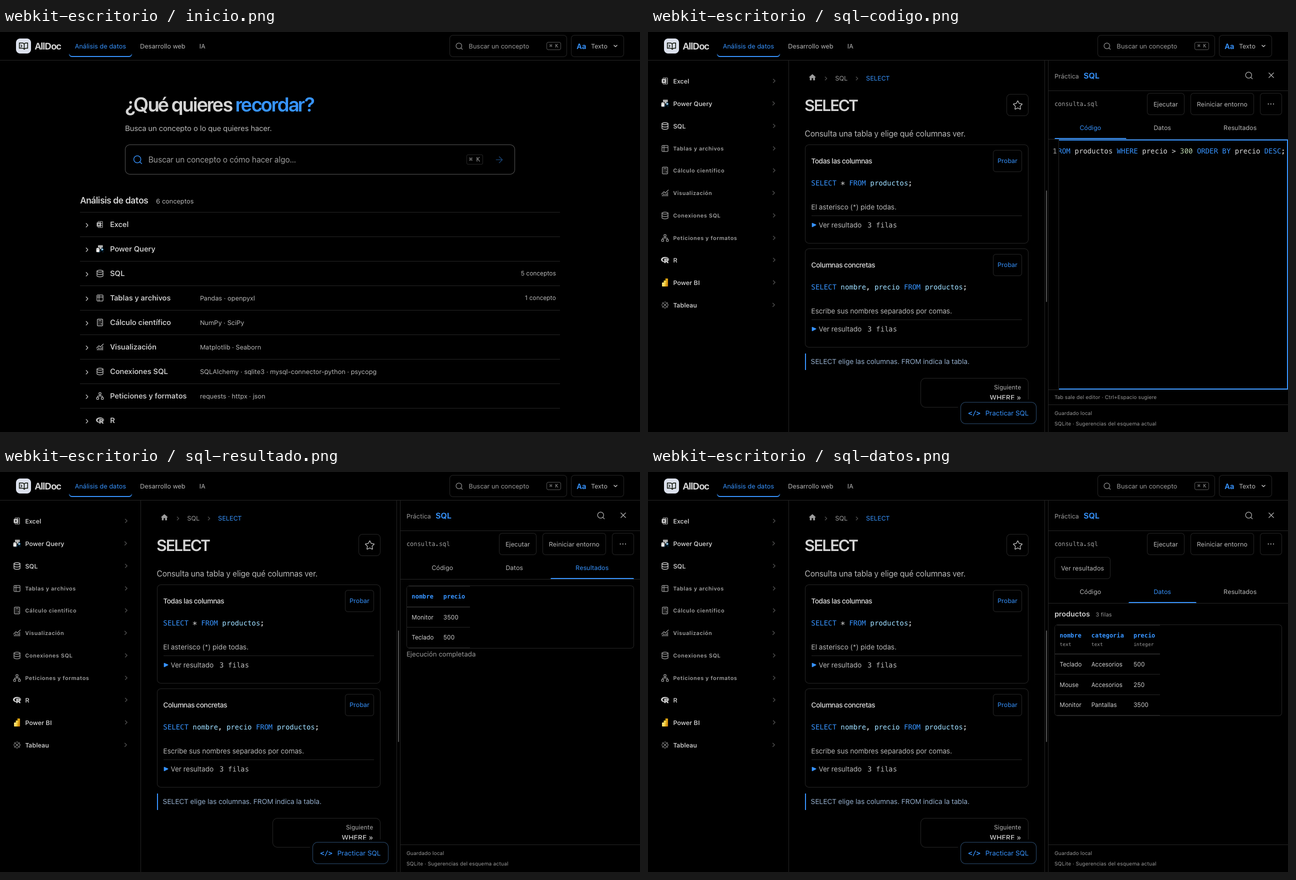 webkit-escritorio / inicio.png
AllDoc
Análisis de datos
Desarrollo web
IA
Buscar un concepto
⌘ K
Aa Texto
¿Qué quieres recordar?
Busca un concepto o lo que quieres hacer.
Buscar un concepto o cómo hacer algo...
⌘ K
Análisis de datos 6 conceptos
Excel
Power Query
SQL 5 conceptos
Tablas y archivos Pandas · openpyxl 1 concepto
Cálculo científico NumPy · SciPy
Visualización Matplotlib · Seaborn
Conexiones SQL SQLAlchemy · sqlite3 · mysql-connector-python · psycopg
Peticiones y formatos requests · httpx · json
R
webkit-escritorio / sql-codigo.png
AllDoc
Análisis de datos
Desarrollo web
IA
Buscar un concepto
⌘ K
Aa Texto
Excel
Power Query
SQL
Tablas y archivos
Cálculo científico
Visualización
Conexiones SQL
Peticiones y formatos
R
Power BI
Tableau
SQL
SELECT
SELECT
Consulta una tabla y elige qué columnas ver.
Todas las columnas
Probar
SELECT * FROM productos;
El asterisco (*) pide todas.
Ver resultado 3 filas
Columnas concretas
Probar
SELECT nombre, precio FROM productos;
Escribe sus nombres separados por comas.
Ver resultado 3 filas
SELECT elige las columnas. FROM indica la tabla.
Siguiente
WHERE »
</> Practicar SQL
Práctica SQL
consulta.sql
Ejecutar
Reiniciar entorno
...
Código
Datos
Resultados
1 ROM productos WHERE precio > 300 ORDER BY precio DESC;
Tab sale del editor · Ctrl+Espacio sugiere
Guardado local
SQLite · Sugerencias del esquema actual
webkit-escritorio / sql-resultado.png
AllDoc
Análisis de datos
Desarrollo web
IA
Buscar un concepto
⌘ K
Aa Texto
Excel
Power Query
SQL
Tablas y archivos
Cálculo científico
Visualización
Conexiones SQL
Peticiones y formatos
R
Power BI
Tableau
SQL
SELECT
SELECT
Consulta una tabla y elige qué columnas ver.
Todas las columnas
Probar
SELECT * FROM productos;
El asterisco (*) pide todas.
Ver resultado 3 filas
Columnas concretas
Probar
SELECT nombre, precio FROM productos;
Escribe sus nombres separados por comas.
Ver resultado 3 filas
SELECT elige las columnas. FROM indica la tabla.
Siguiente
WHERE »
</> Practicar SQL
Práctica SQL
consulta.sql
Ejecutar
Reiniciar entorno
...
Código
Datos
Resultados
nombre precio
Monitor 3500
Teclado 500
Ejecución completada
Guardado local
SQLite · Sugerencias del esquema actual
webkit-escritorio / sql-datos.png
AllDoc
Análisis de datos
Desarrollo web
IA
Buscar un concepto
⌘ K
Aa Texto
Excel
Power Query
SQL
Tablas y archivos
Cálculo científico
Visualización
Conexiones SQL
Peticiones y formatos
R
Power BI
Tableau
SQL
SELECT
SELECT
Consulta una tabla y elige qué columnas ver.
Todas las columnas
Probar
SELECT * FROM productos;
El asterisco (*) pide todas.
Ver resultado 3 filas
Columnas concretas
Probar
SELECT nombre, precio FROM productos;
Escribe sus nombres separados por comas.
Ver resultado 3 filas
SELECT elige las columnas. FROM indica la tabla.
Siguiente
WHERE »
</> Practicar SQL
Práctica SQL
consulta.sql
Ejecutar
Reiniciar entorno
...
Ver resultados
Código
Datos
Resultados
productos 3 filas
nombre categoria precio
text text integer
Teclado Accesorios 500
Mouse Accesorios 250
Monitor Pantallas 3500
Guardado local
SQLite · Sugerencias del esquema actual